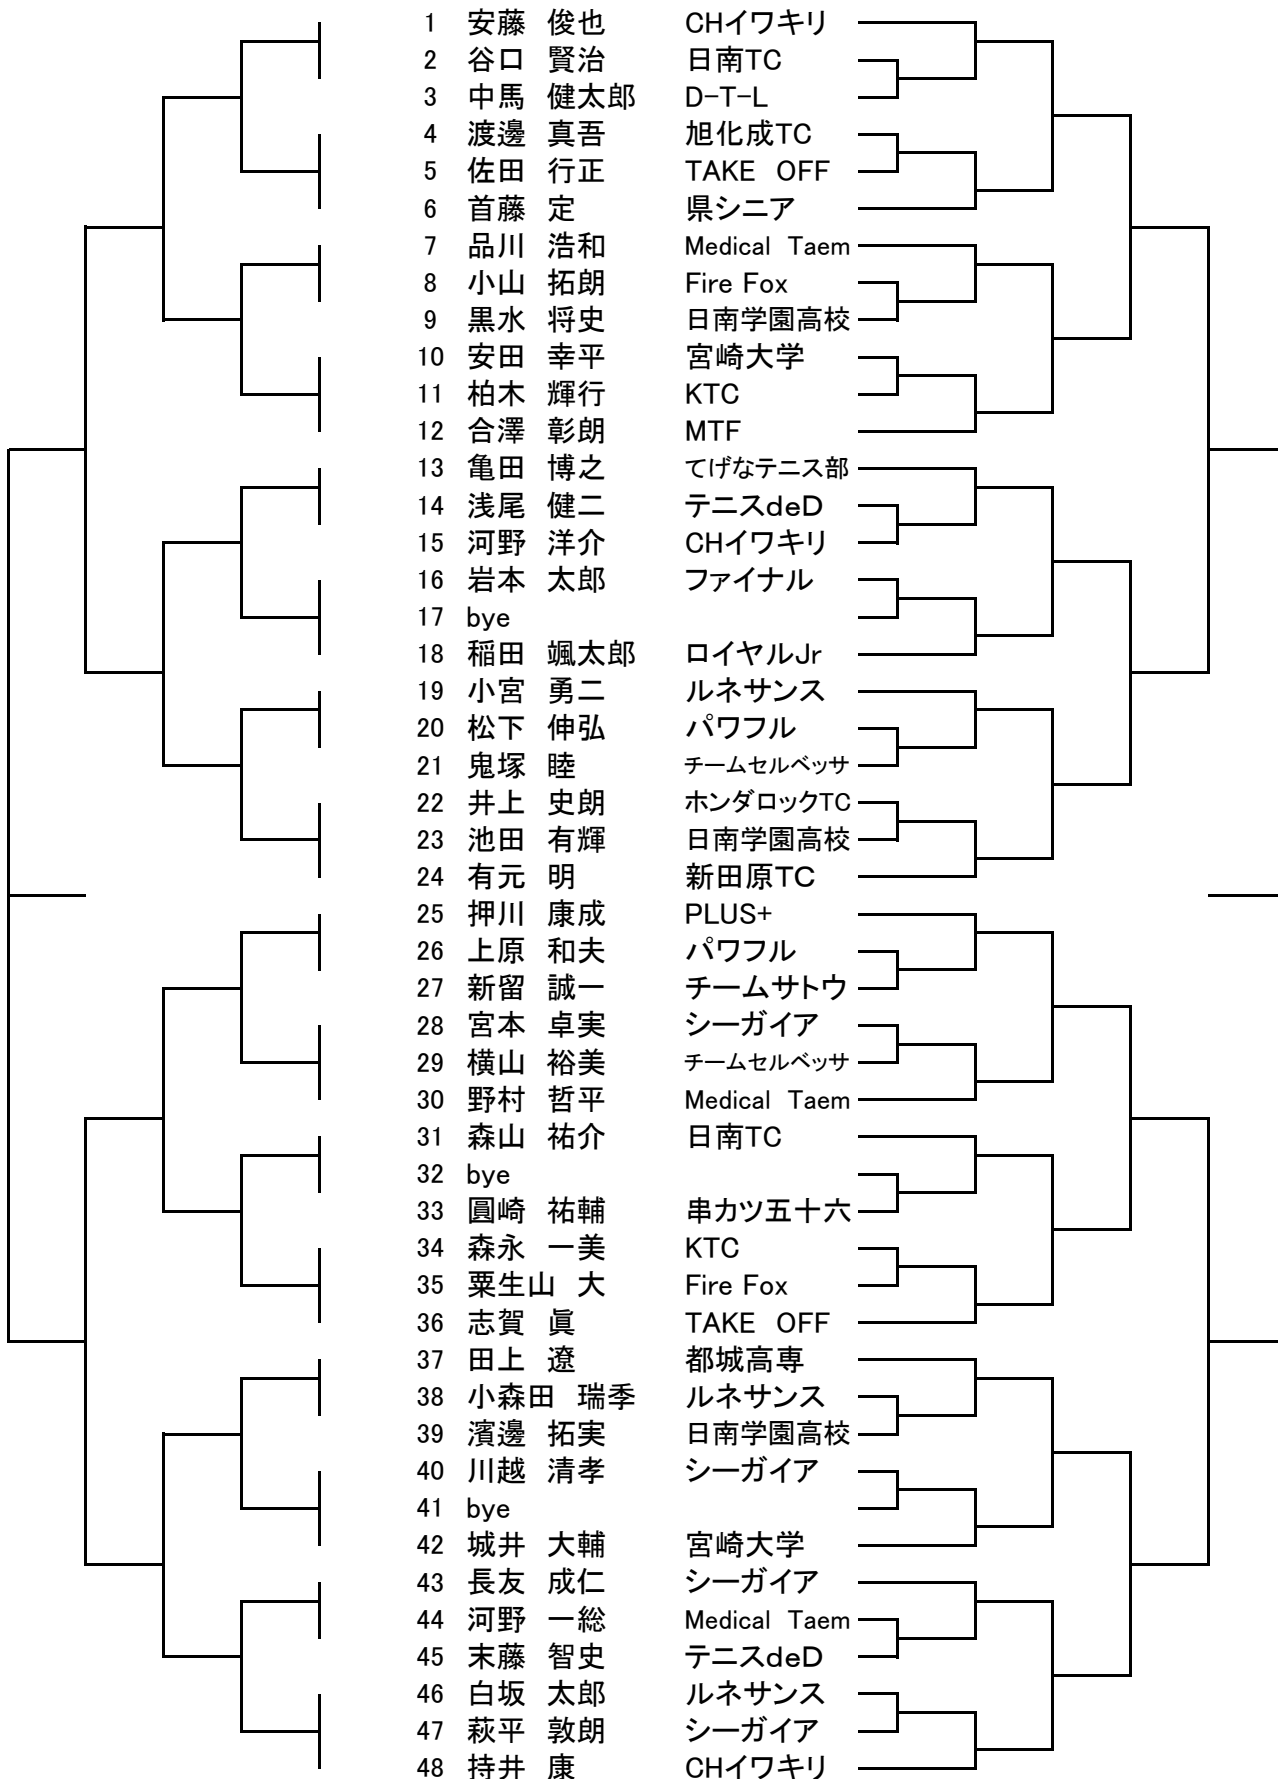 1 安藤 俊也 CHイワキリ
2 谷口 賢治 日南TC
3 中馬 健太郎 D-T-L
4 渡邊 真吾 旭化成TC
5 佐田 行正 TAKE OFF
6 首藤 定 県シニア
7 品川 浩和 Medical Taem
8 小山 拓朗 Fire Fox
9 黒水 将史 日南学園高校
10 安田 幸平 宮崎大学
11 柏木 輝行 KTC
12 合澤 彰朗 MTF
13 亀田 博之 てげなテニス部
14 浅尾 健二 テニスdeD
15 河野 洋介 CHイワキリ
16 岩本 太郎 ファイナル
17 bye
18 稲田 颯太郎 ロイヤルJr
19 小宮 勇二 ルネサンス
20 松下 伸弘 パワフル
21 鬼塚 睦 チームセルベッサ
22 井上 史朗 ホンダロックTC
23 池田 有輝 日南学園高校
24 有元 明 新田原TC
25 押川 康成 PLUS+
26 上原 和夫 パワフル
27 新留 誠一 チームサトウ
28 宮本 卓実 シーガイア
29 横山 裕美 チームセルベッサ
30 野村 哲平 Medical Taem
31 森山 祐介 日南TC
32 bye
33 圓崎 祐輔 串カツ五十六
34 森永 一美 KTC
35 粟生山 大 Fire Fox
36 志賀 眞 TAKE OFF
37 田上 遼 都城高専
38 小森田 瑞季 ルネサンス
39 濱邊 拓実 日南学園高校
40 川越 清孝 シーガイア
41 bye
42 城井 大輔 宮崎大学
43 長友 成仁 シーガイア
44 河野 一総 Medical Taem
45 末藤 智史 テニスdeD
46 白坂 太郎 ルネサンス
47 萩平 敦朗 シーガイア
48 持井 康 CHイワキリ